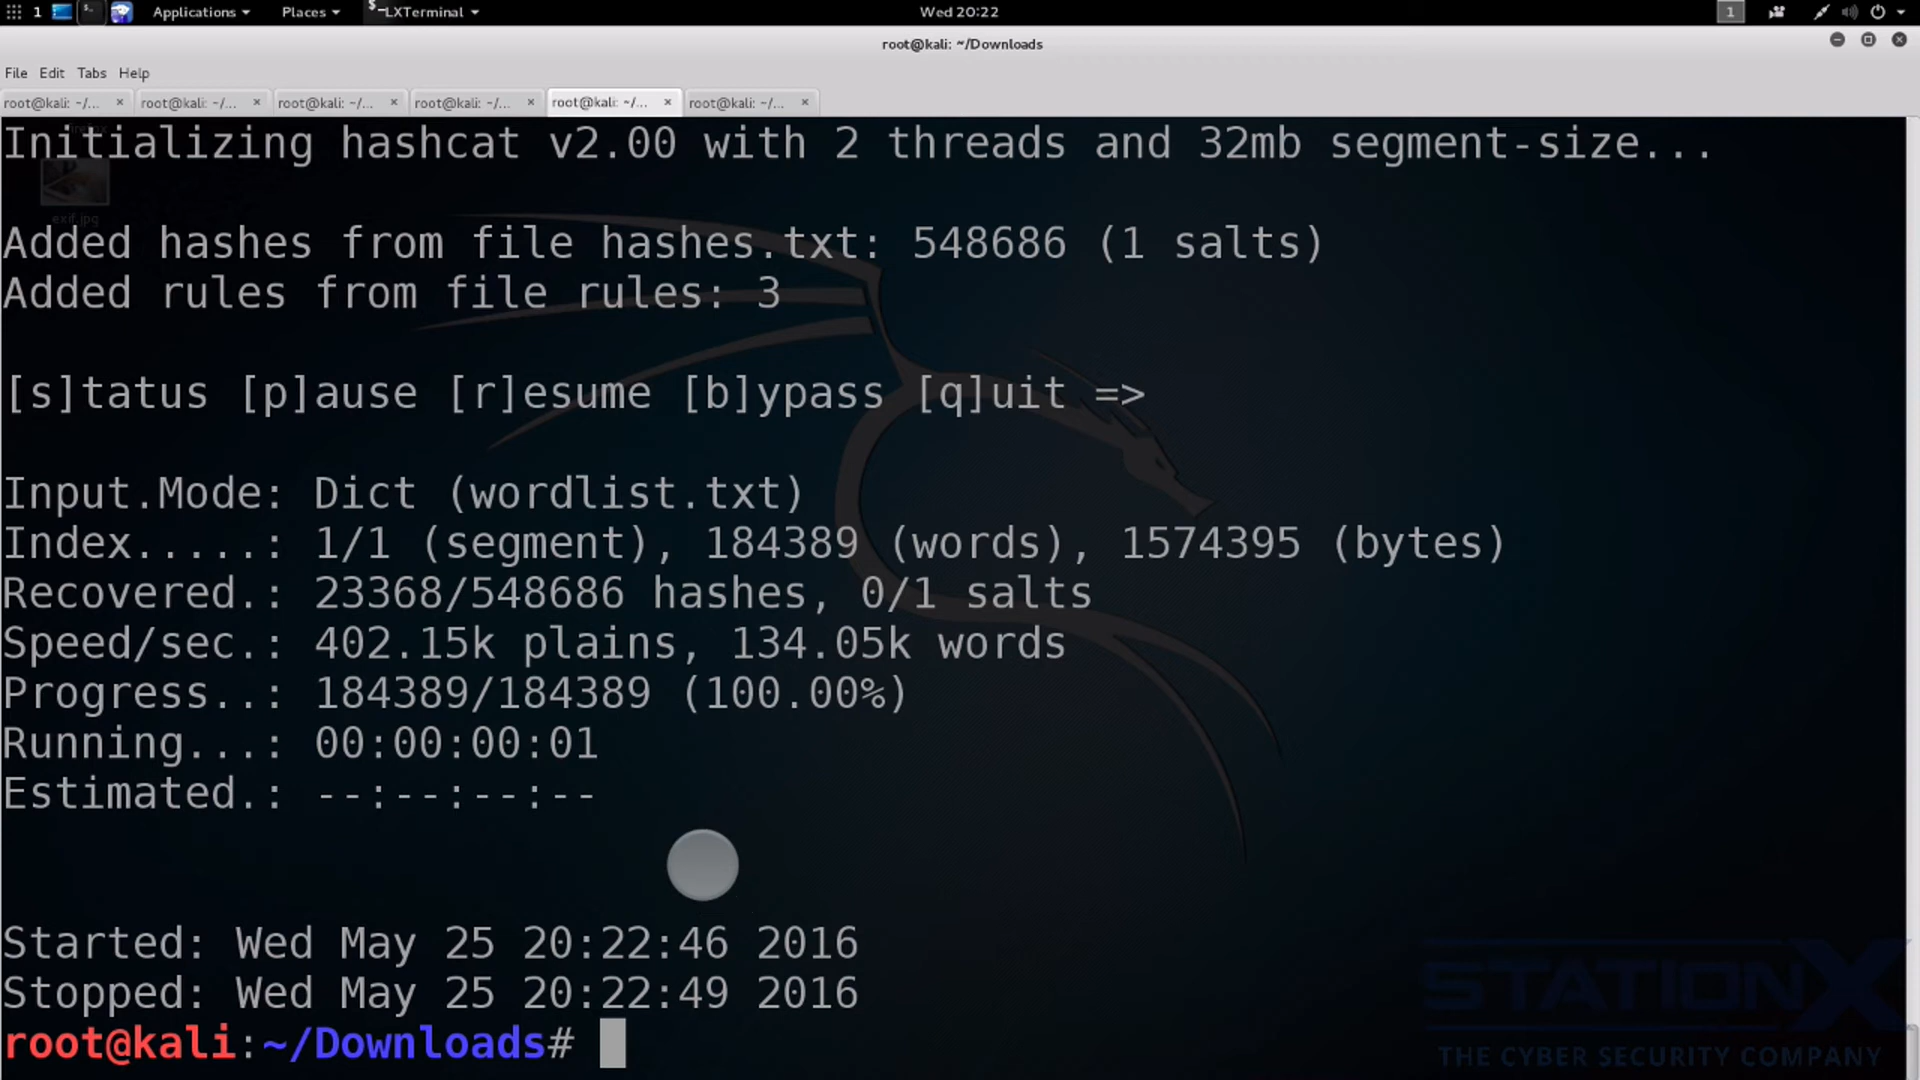 1 Applications Places LXTerminal Wed 20:22 1
root@kali: ~/Downloads
File Edit Tabs Help
root@kali: ~/... root@kali: ~/... root@kali: ~/... root@kali: ~/... root@kali: ~/... root@kali: ~/...
Initializing hashcat v2.00 with 2 threads and 32mb segment-size...
exif.jpg
Added hashes from file hashes.txt: 548686 (1 salts)
Added rules from file rules: 3
[s]tatus [p]ause [r]esume [b]ypass [q]uit =>
Input.Mode: Dict (wordlist.txt)
Index.....: 1/1 (segment), 184389 (words), 1574395 (bytes)
Recovered.: 23368/548686 hashes, 0/1 salts
Speed/sec.: 402.15k plains, 134.05k words
Progress..: 184389/184389 (100.00%)
Running...: 00:00:00:01
Estimated.: --:--:--:--
Started: Wed May 25 20:22:46 2016
Stopped: Wed May 25 20:22:49 2016
root@kali:~/Downloads#
STATIONX
THE CYBER SECURITY COMPANY